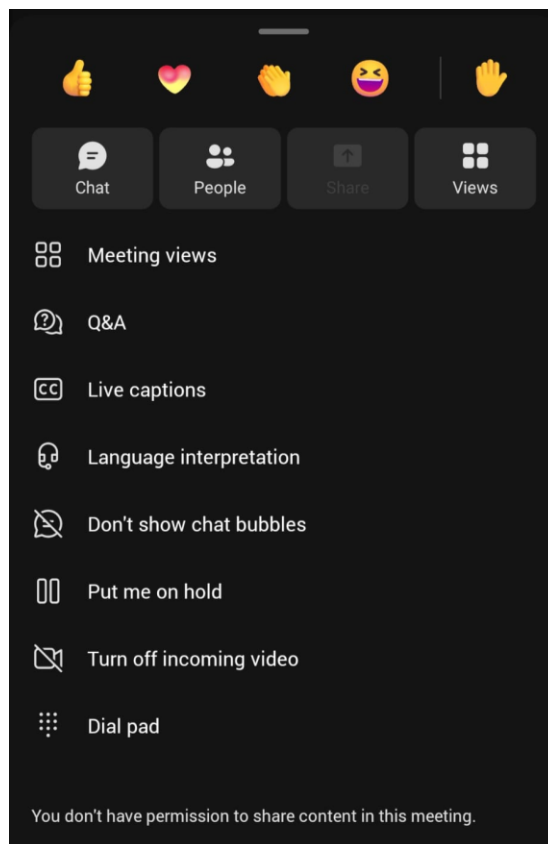 Chat
People
Share
Views
Meeting views
Q&A
CC
Live captions
Language interpretation
Don't show chat bubbles
Put me on hold
Turn off incoming video
Dial pad
You don't have permission to share content in this meeting.